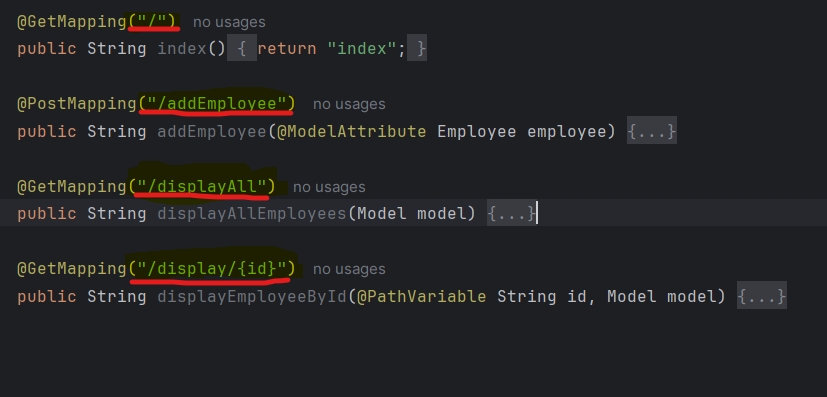 @GetMapping("/") no usages
public String index() { return "index"; }
@PostMapping("/addEmployee") no usages
public String addEmployee(@ModelAttribute Employee employee) {...}
@GetMapping("/displayAll") no usages
public String displayAllEmployees(Model model) {...}
@GetMapping("/display/{id}") no usages
public String displayEmployeeById(@PathVariable String id, Model model) {...}